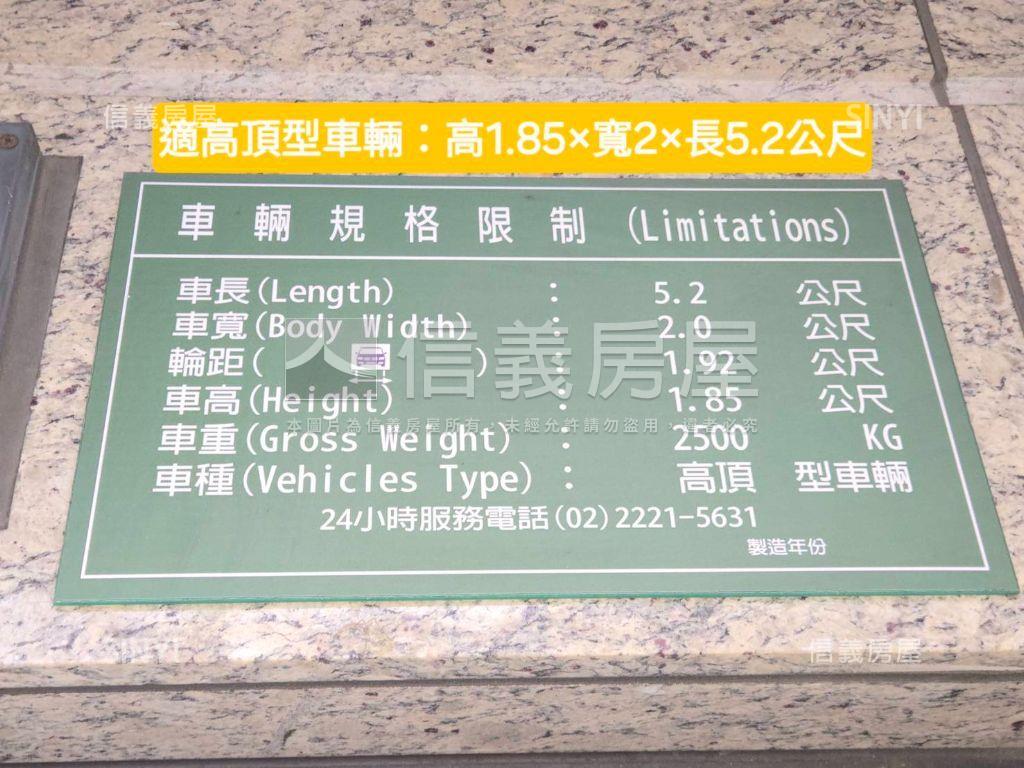 信義房屋
SINYI
適高頂型車輛：高1.85×寬2×長5.2公尺
車輛規格限制 (Limitations)
車長(Length) : 5.2 公尺
車寬(Body Width) : 2.0 公尺
輪距( ) : 1.92 公尺
信義房屋
車高(Height) : 1.85 公尺
本圖片為信義房屋所有，未經允許請勿盜用，違者必究
車重(Gross Weight) : 2500 KG
車種(Vehicles Type) : 高頂 型車輛
24小時服務電話(02)2221-5631
製造年份
SINYI
信義房屋